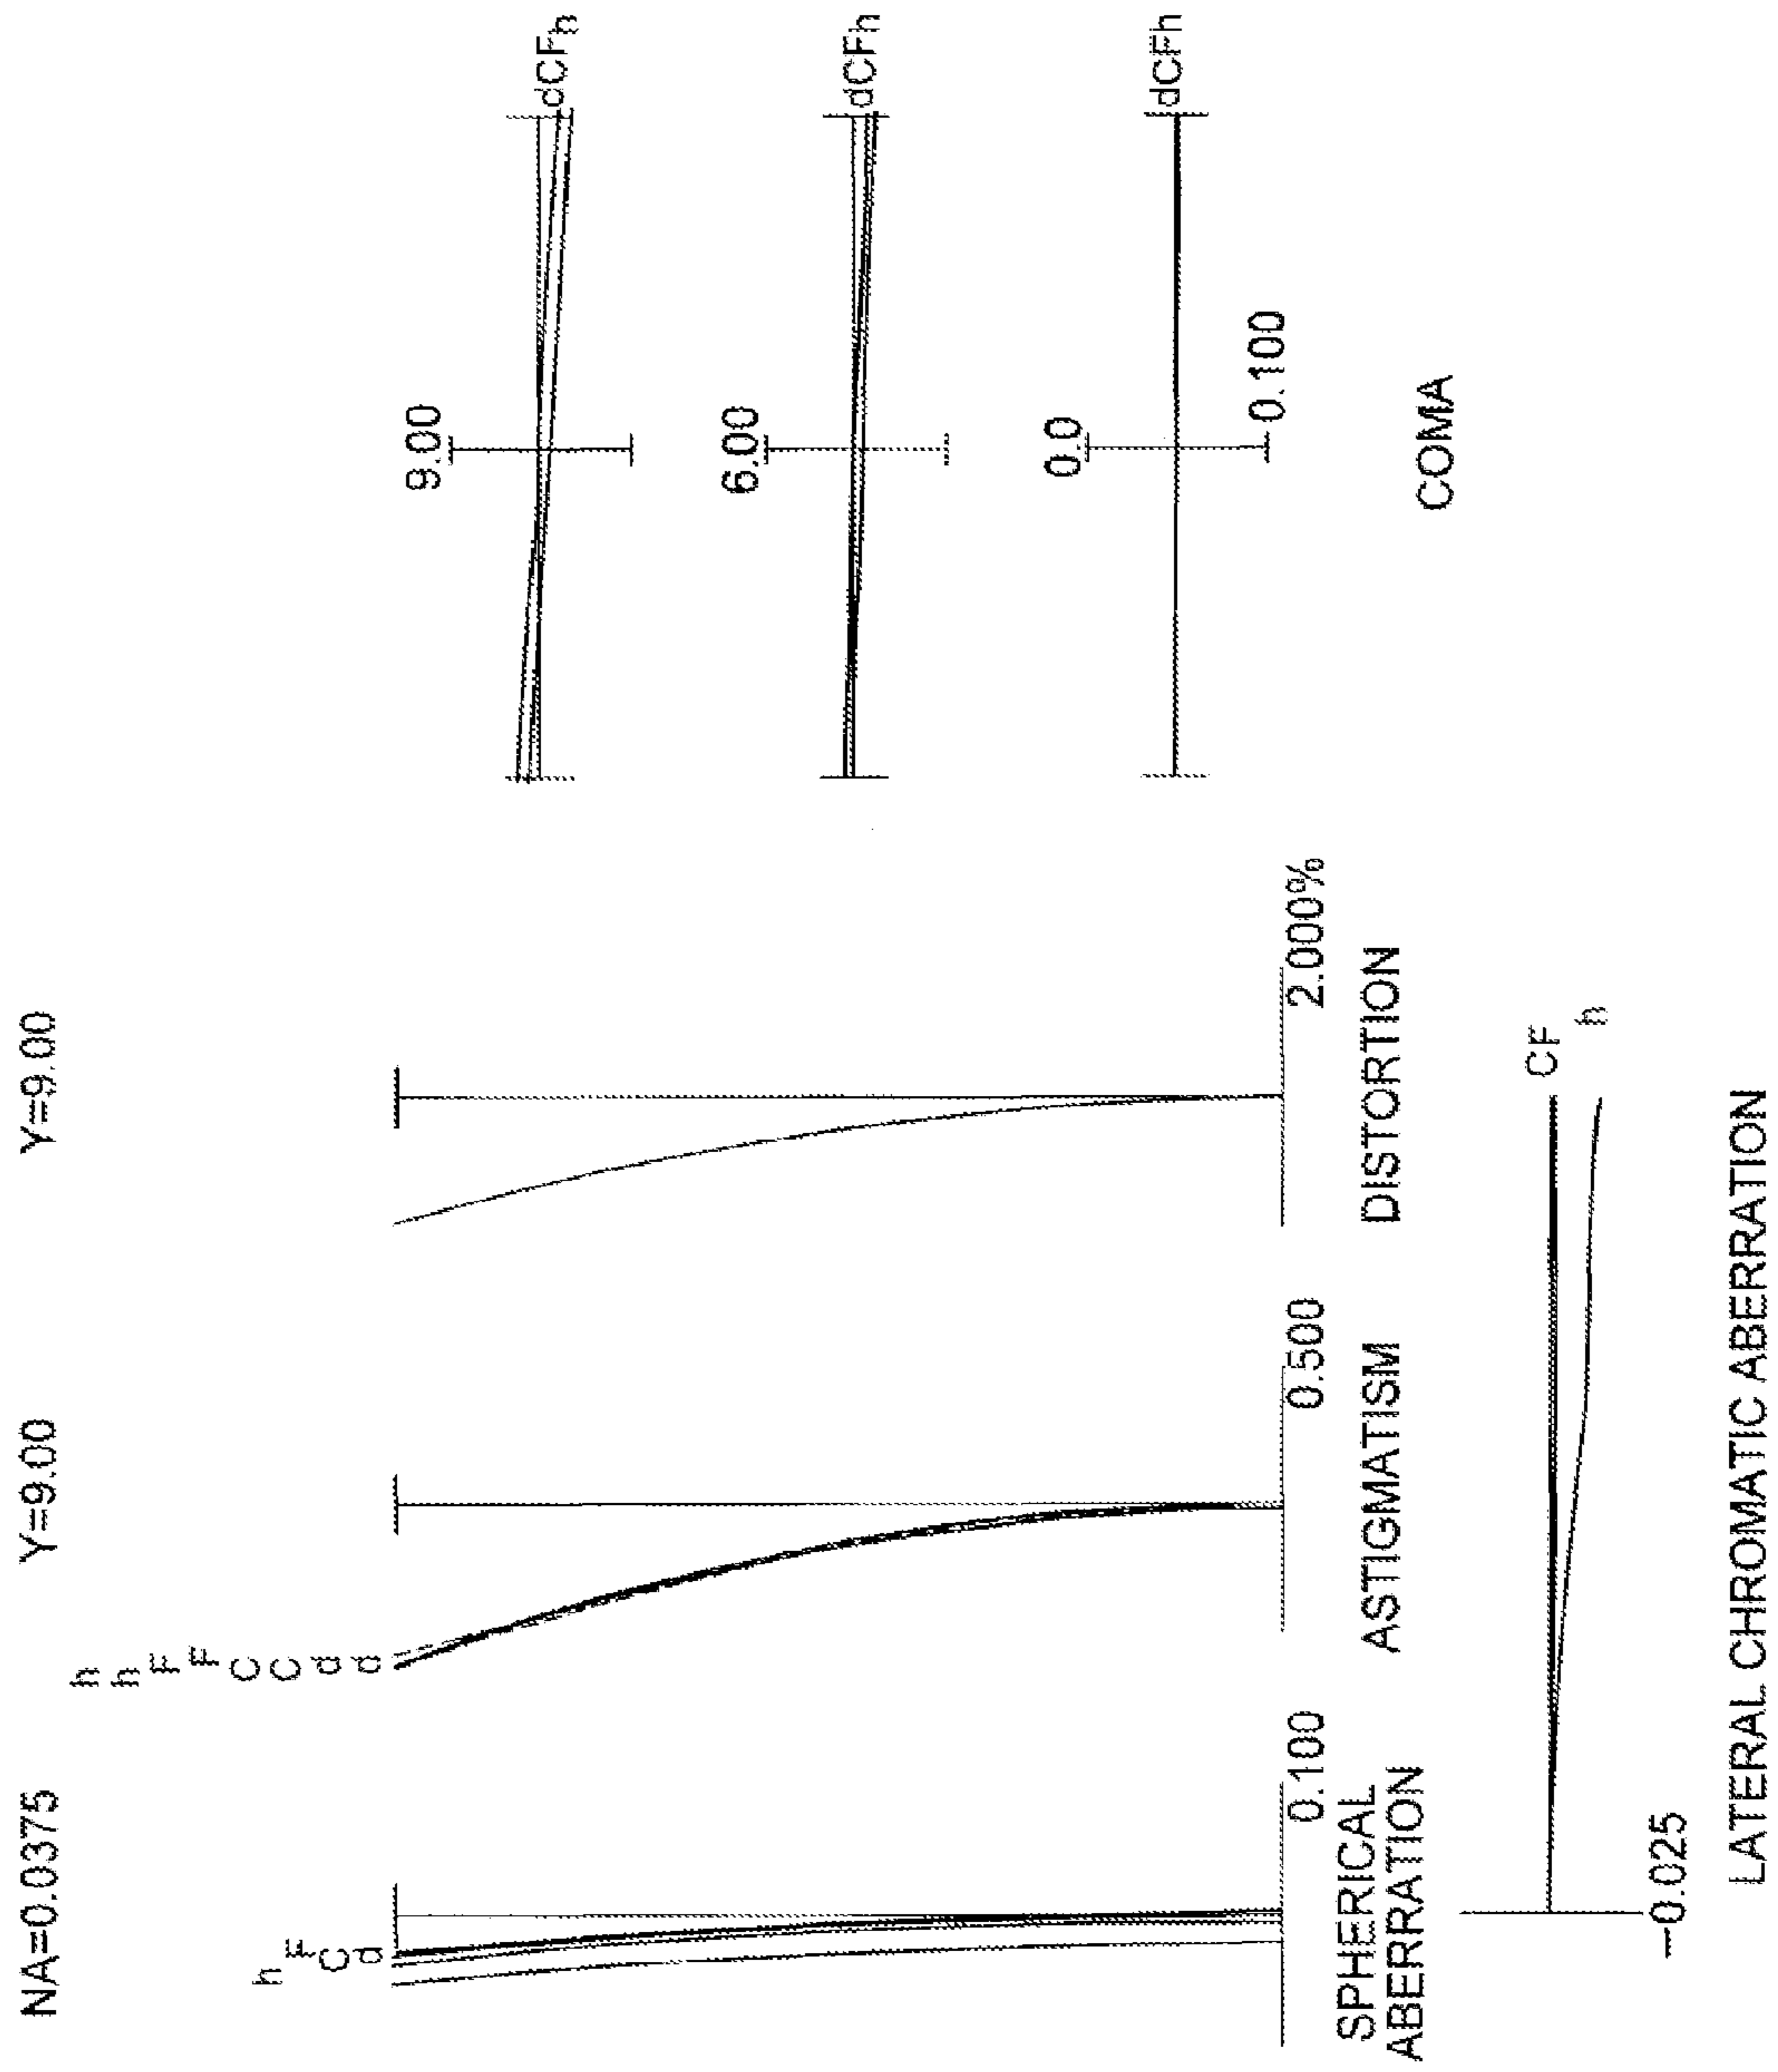 NA=0.0375
Y=9.00
Y=9.00
h
F
C
d
h
h
F
F
C
C
d
d
0.100
SPHERICAL
ABERRATION
0.500
ASTIGMATISM
2.000%
DISTORTION
9.00
dCFh
6.00
dCFh
0.0
dCFh
0.100
COMA
CF
h
-0.025
LATERAL CHROMATIC ABERRATION